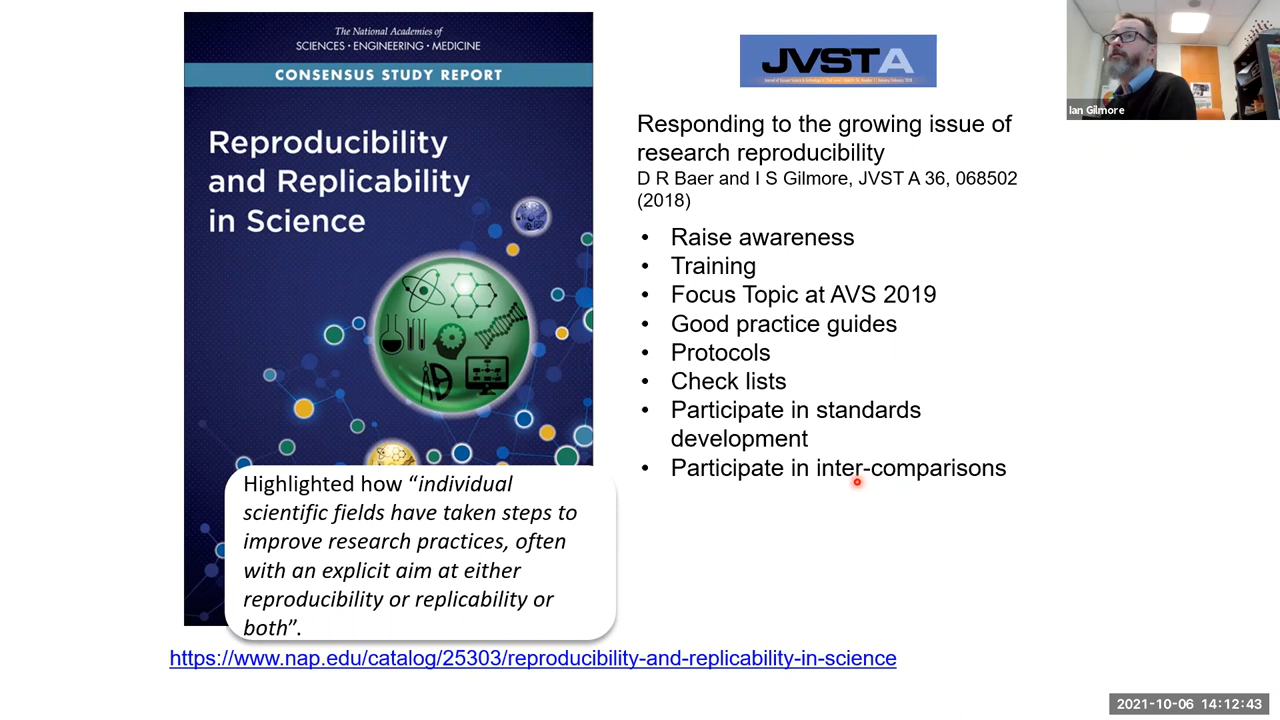 The National Academies of
SCIENCES · ENGINEERING · MEDICINE
CONSENSUS STUDY REPORT
Reproducibility
and Replicability
in Science
Highlighted how “individual
scientific fields have taken steps to
improve research practices, often
with an explicit aim at either
reproducibility or replicability or
both”.
https://www.nap.edu/catalog/25303/reproducibility-and-replicability-in-science
JVSTA
Responding to the growing issue of
research reproducibility
D R Baer and I S Gilmore, JVST A 36, 068502
(2018)
• Raise awareness
• Training
• Focus Topic at AVS 2019
• Good practice guides
• Protocols
• Check lists
• Participate in standards
development
• Participate in inter-comparisons
Ian Gilmore
2021-10-06 14:12:43